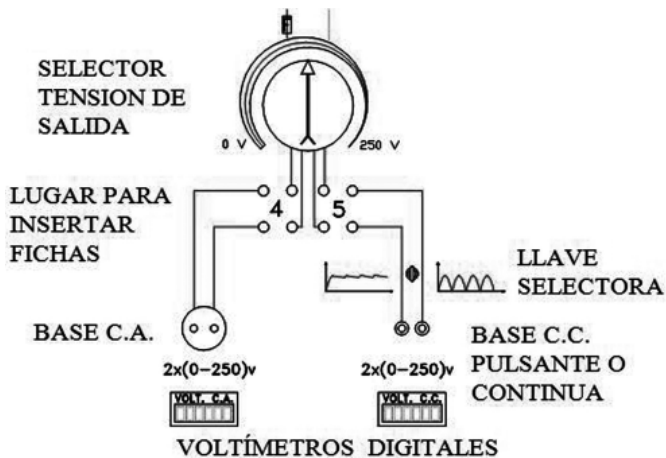 SELECTOR
TENSION DE
SALIDA
0 V
250 V
LUGAR PARA
INSERTAR
FICHAS
4 5
LLAVE
SELECTORA
BASE C.A.
BASE C.C.
PULSANTE O
CONTINUA
2x(0-250)v
2x(0-250)v
VOLT. C.A.
VOLT. C.C.
VOLTÍMETROS DIGITALES